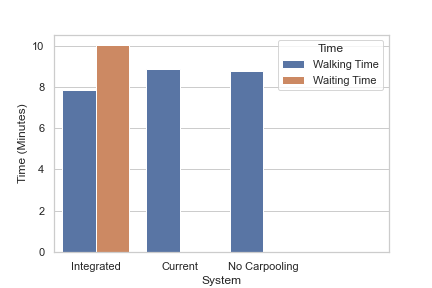 10
8
6
4
2
0
Time (Minutes)
Time
Walking Time
Waiting Time
Integrated
Current
No Carpooling
System